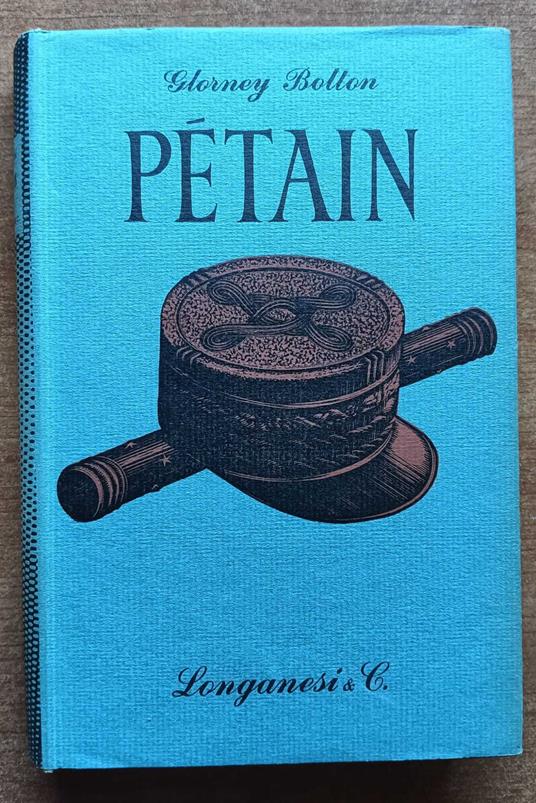 Glorney Bolton
PÉTAIN
Longanesi & C.